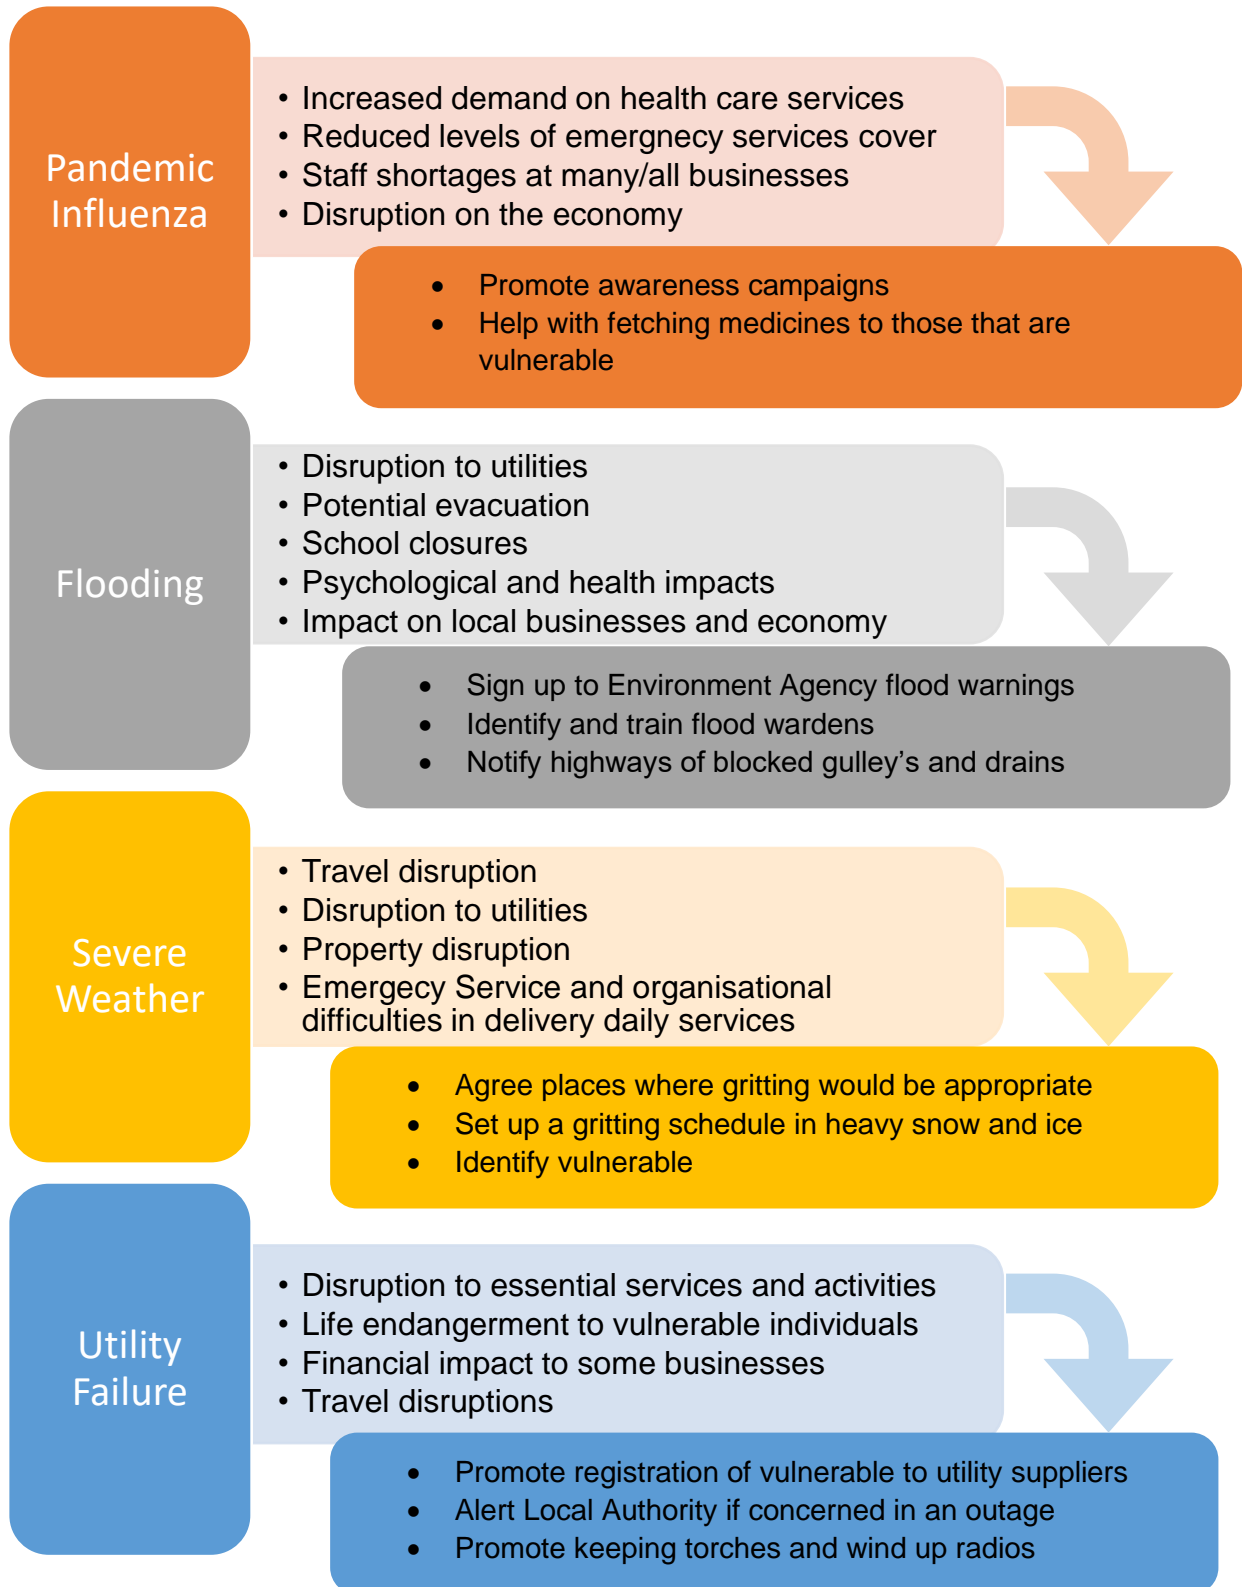 Pandemic
Influenza
• Increased demand on health care services
• Reduced levels of emergnecy services cover
• Staff shortages at many/all businesses
• Disruption on the economy
• Promote awareness campaigns
• Help with fetching medicines to those that are
vulnerable
Flooding
• Disruption to utilities
• Potential evacuation
• School closures
• Psychological and health impacts
• Impact on local businesses and economy
• Sign up to Environment Agency flood warnings
• Identify and train flood wardens
• Notify highways of blocked gulley’s and drains
Severe
Weather
• Travel disruption
• Disruption to utilities
• Property disruption
• Emergecy Service and organisational
difficulties in delivery daily services
• Agree places where gritting would be appropriate
• Set up a gritting schedule in heavy snow and ice
• Identify vulnerable
Utility
Failure
• Disruption to essential services and activities
• Life endangerment to vulnerable individuals
• Financial impact to some businesses
• Travel disruptions
• Promote registration of vulnerable to utility suppliers
• Alert Local Authority if concerned in an outage
• Promote keeping torches and wind up radios